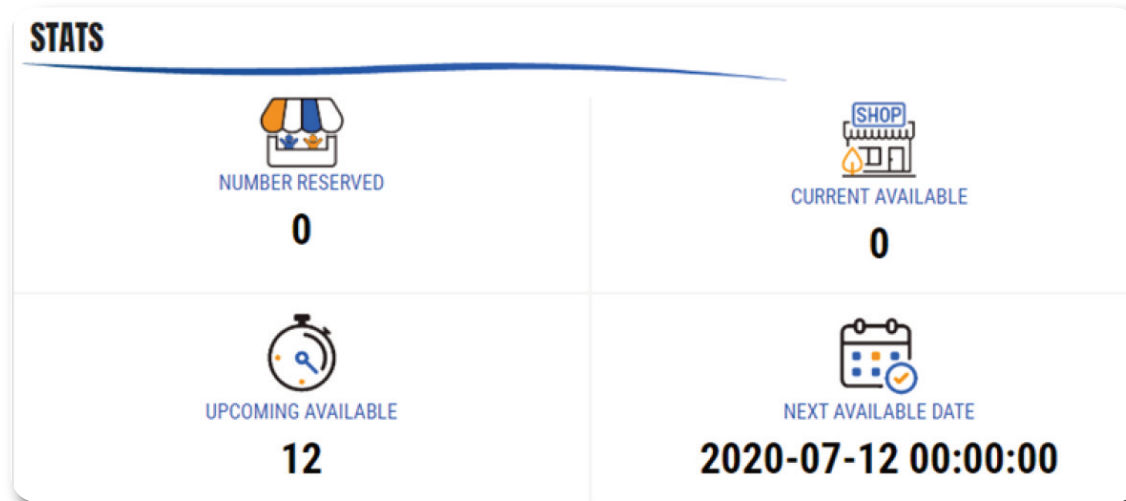 STATS
NUMBER RESERVED
0
SHOP
CURRENT AVAILABLE
0
UPCOMING AVAILABLE
12
NEXT AVAILABLE DATE
2020-07-12 00:00:00